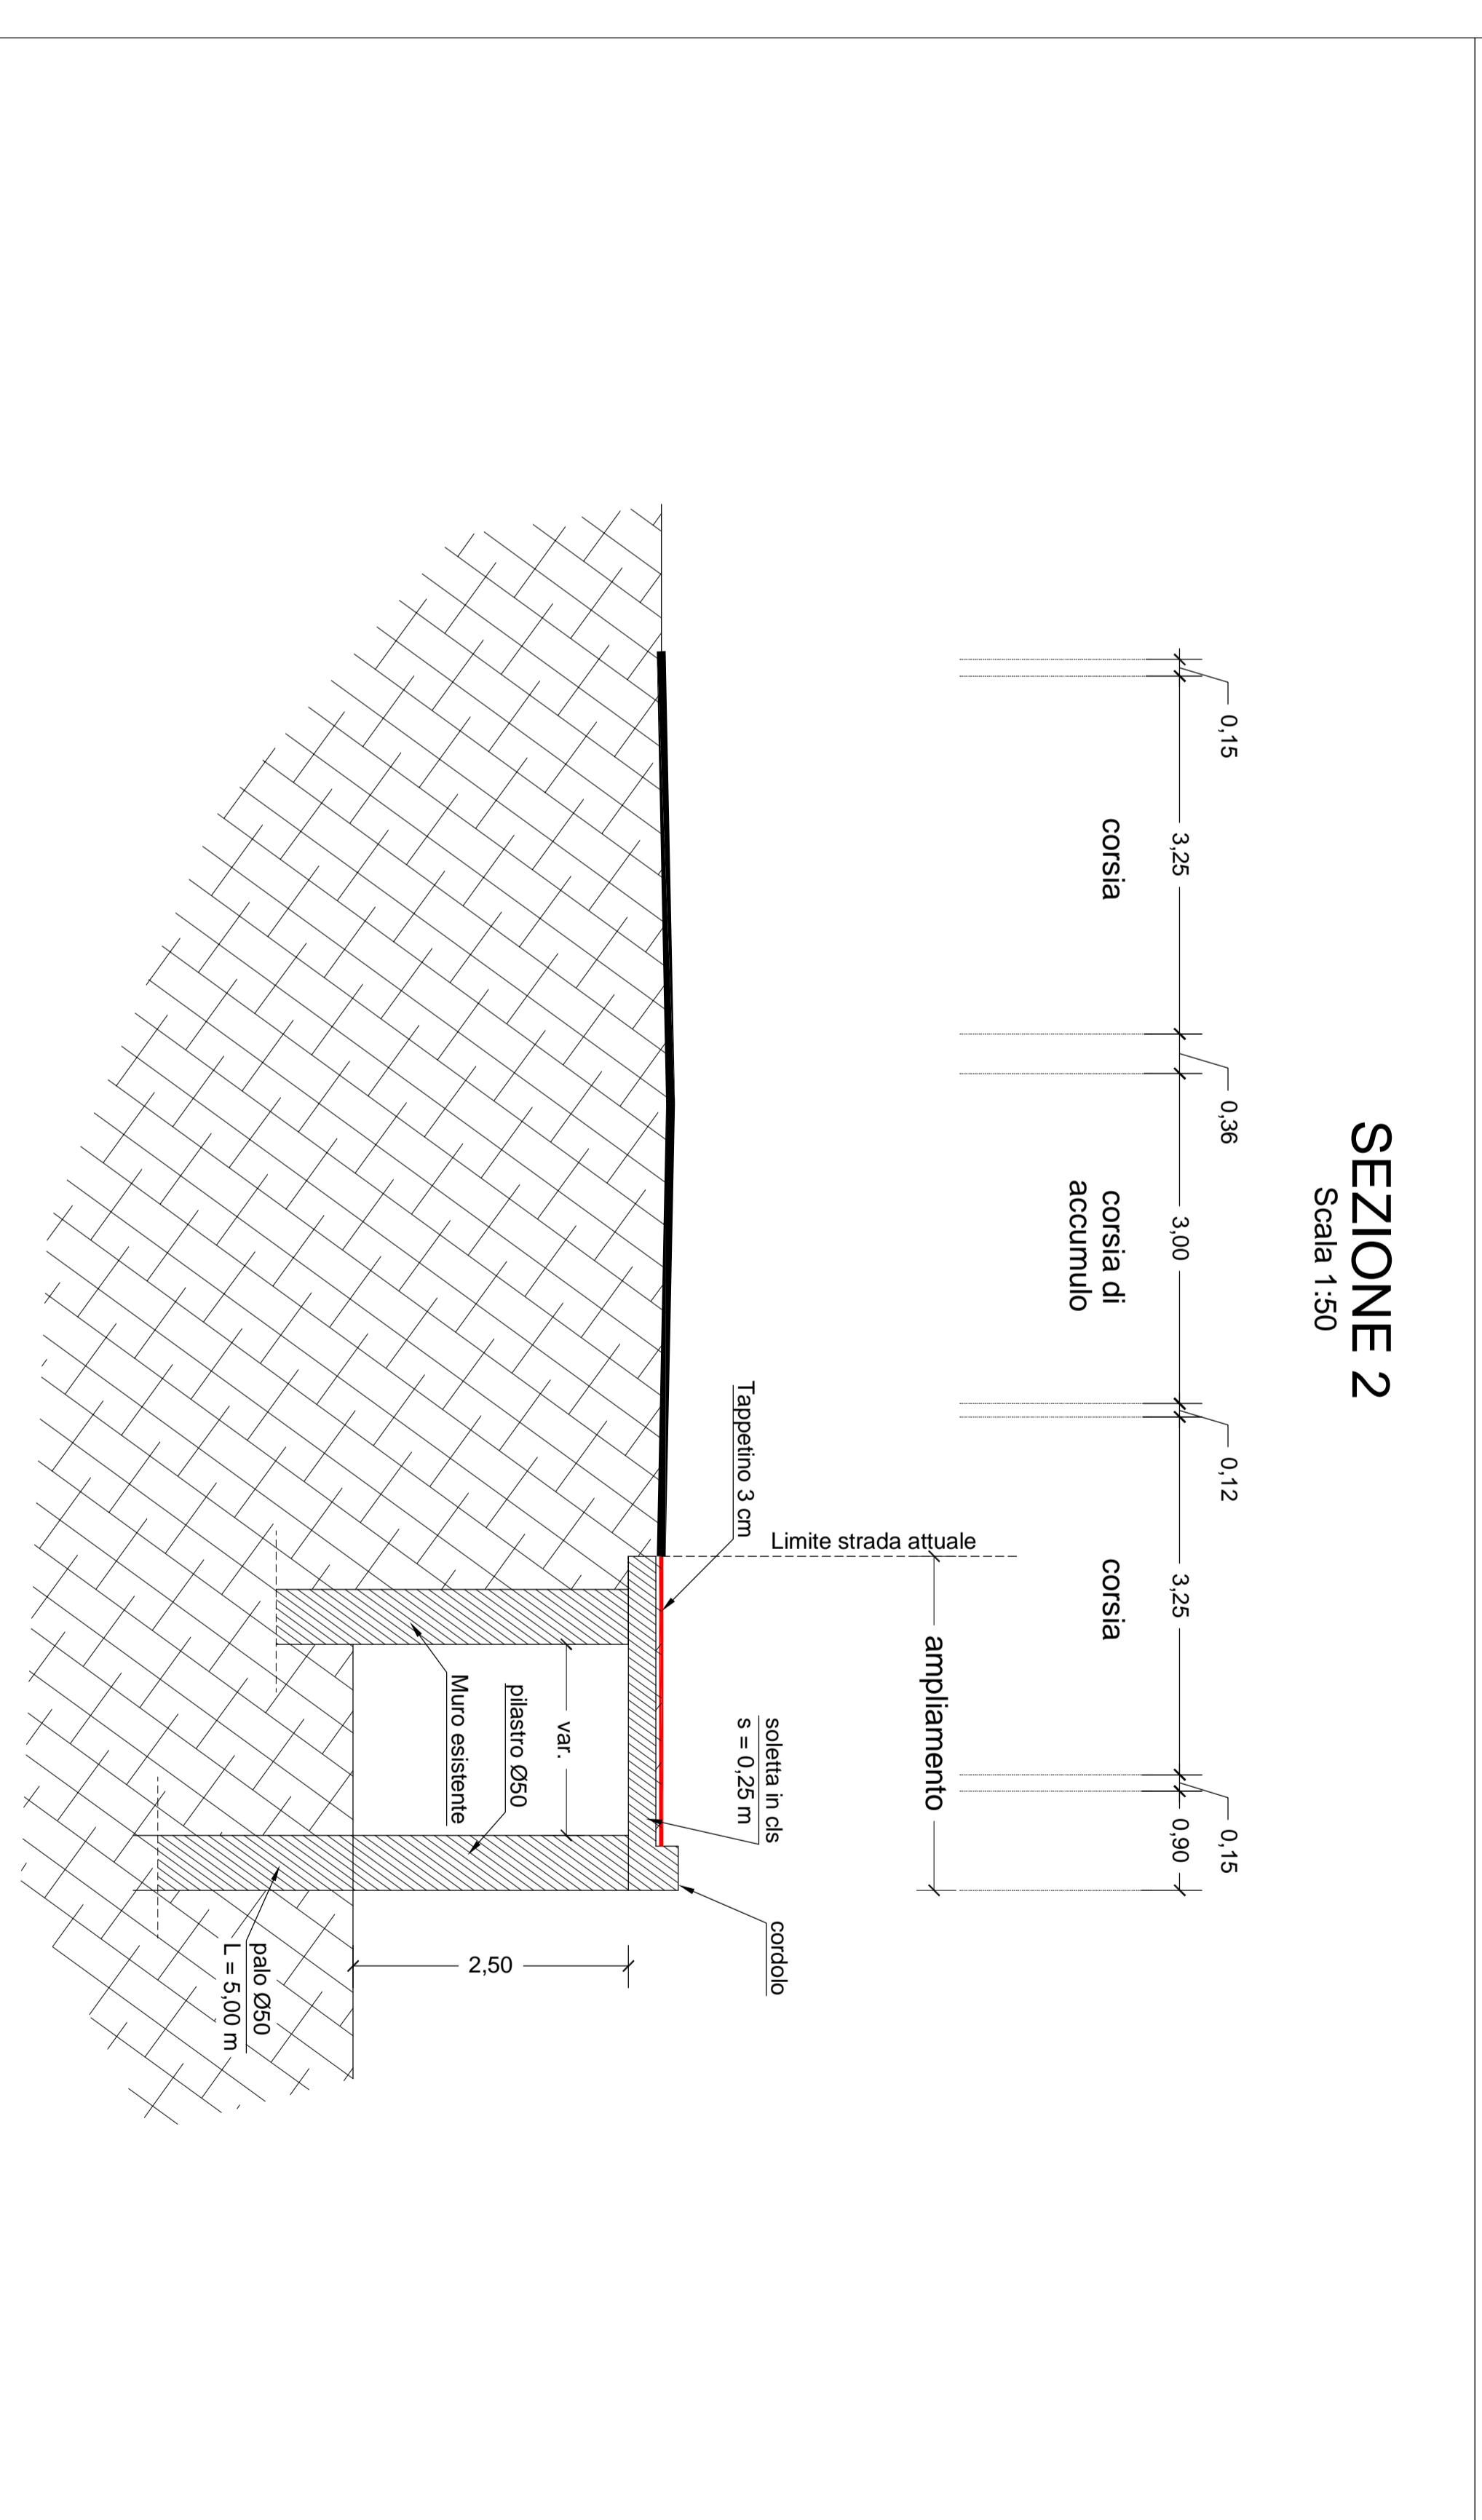 SEZIONE 2
Scala 1:50
0,15
0,36
0,12
0,15
3,25
3,00
3,25
0,90
corsia
corsia di
accumulo
corsia
Limite strada attuale
ampliamento
Tappetino 3 cm
soletta in cls
s = 0,25 m
cordolo
var.
pilastro Ø50
Muro esistente
2,50
palo Ø50
L = 5,00 m